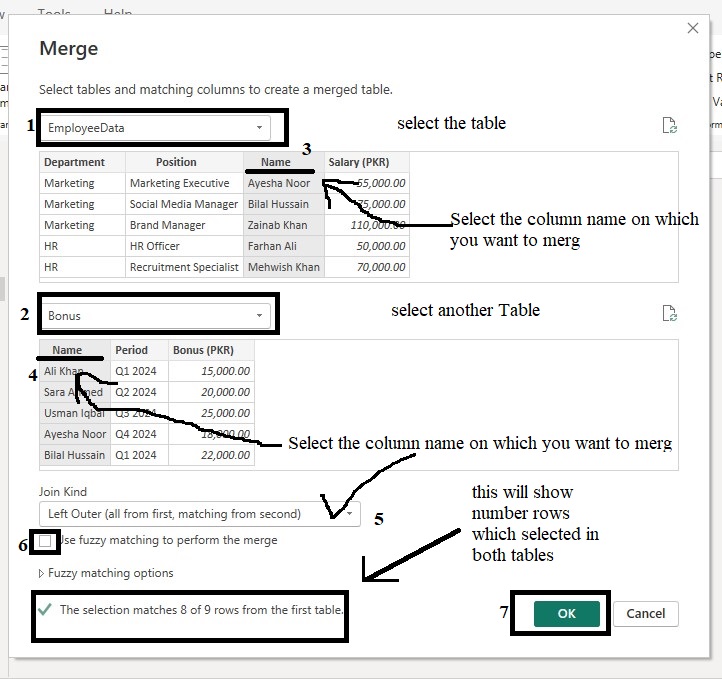 Tools Help
Merge
Select tables and matching columns to create a merged table.
1 EmployeeData select the table
3
Department Position Name Salary (PKR)
Marketing Marketing Executive Ayesha Noor 55,000.00
Marketing Social Media Manager Bilal Hussain 75,000.00
Marketing Brand Manager Zainab Khan 110,000.00
HR HR Officer Farhan Ali 50,000.00
HR Recruitment Specialist Mehwish Khan 70,000.00
Select the column name on which
you want to merg
2 Bonus select another Table
Name Period Bonus (PKR)
4 Ali Khan Q1 2024 15,000.00
Sara Ahmed Q2 2024 20,000.00
Usman Iqbal Q3 2024 25,000.00
Ayesha Noor Q4 2024 18,000.00
Bilal Hussain Q1 2024 22,000.00
Select the column name on which you want to merg
Join Kind
Left Outer (all from first, matching from second) 5
this will show
number rows
which selected in
both tables
6 Use fuzzy matching to perform the merge
Fuzzy matching options
The selection matches 8 of 9 rows from the first table.
7 OK Cancel